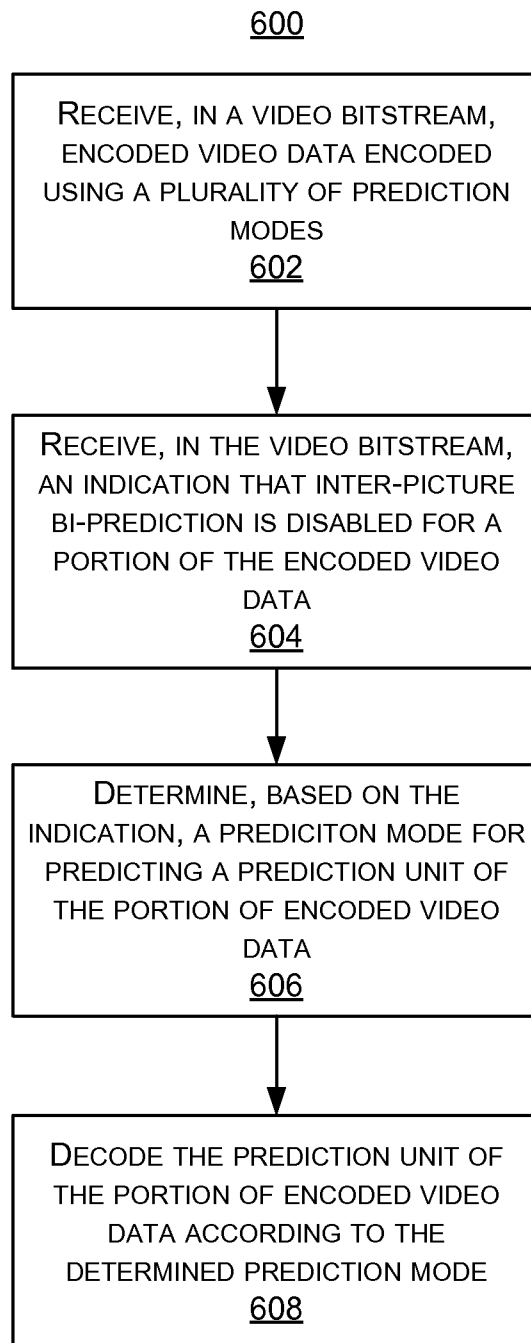 600
RECEIVE, IN A VIDEO BITSTREAM,
ENCODED VIDEO DATA ENCODED
USING A PLURALITY OF PREDICTION
MODES
602
RECEIVE, IN THE VIDEO BITSTREAM,
AN INDICATION THAT INTER-PICTURE
BI-PREDICTION IS DISABLED FOR A
PORTION OF THE ENCODED VIDEO
DATA
604
DETERMINE, BASED ON THE
INDICATION, A PREDICITON MODE FOR
PREDICTING A PREDICTION UNIT OF
THE PORTION OF ENCODED VIDEO
DATA
606
DECODE THE PREDICTION UNIT OF
THE PORTION OF ENCODED VIDEO
DATA ACCORDING TO THE
DETERMINED PREDICTION MODE
608